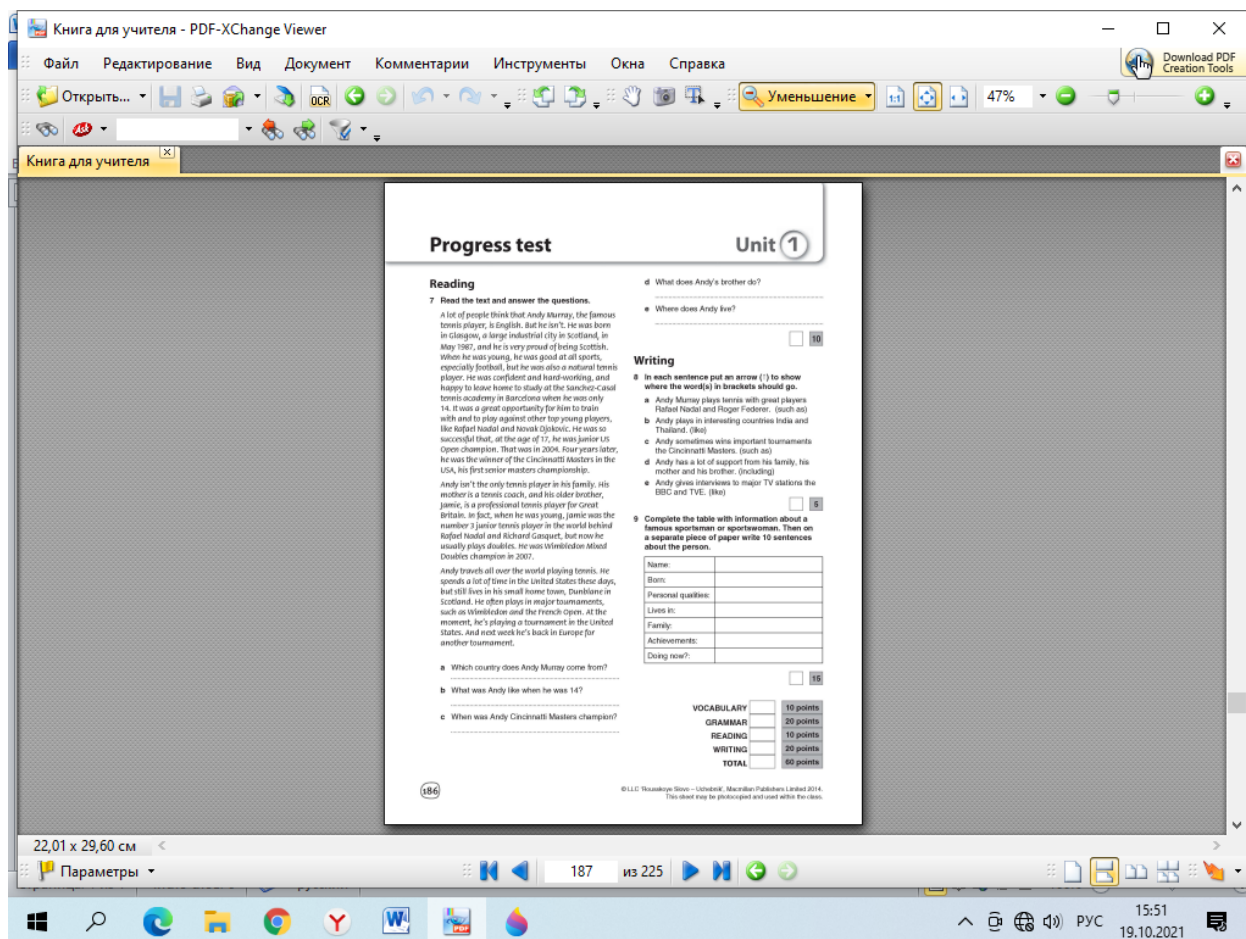 Книга для учителя - PDF-XChange Viewer
Файл Редактирование Вид Документ Комментарии Инструменты Окна Справка
Download PDF
Creation Tools
Открыть... OCR Уменьшение 1:1 47%
Книга для учителя
Progress test Unit 1
Reading
7 Read the text and answer the questions.
A lot of people think that Andy Murray, the famous
tennis player, is English. But he isn't. He was born
in Glasgow, a large industrial city in Scotland, in
May 1987, and he is very proud of being Scottish.
When he was young, he was good at all sports,
especially football, but he was also a natural tennis
player. He was confident and hard-working, and
happy to leave home to study at the Sanchez-Casal
tennis academy in Barcelona when he was only
14. It was a great opportunity for him to train
with and to play against other top young players,
like Rafael Nadal and Novak Djokovic. He was so
successful that, at the age of 17, he was junior US
Open champion. That was in 2004. Four years later,
he was the winner of the Cincinnatti Masters in the
USA, his first senior masters championship.
Andy isn't the only tennis player in his family. His
mother is a tennis coach, and his older brother,
Jamie, is a professional tennis player for Great
Britain. In fact, when he was young, Jamie was the
number 3 junior tennis player in the world behind
Rafael Nadal and Richard Gasquet, but now he
usually plays doubles. He was Wimbledon Mixed
Doubles champion in 2007.
Andy travels all over the world playing tennis. He
spends a lot of time in the United States these days,
but still lives in his small home town, Dunblane in
Scotland. He often plays in major tournaments,
such as Wimbledon and the French Open. At the
moment, he's playing a tournament in the United
States. And next week he's back in Europe for
another tournament.
a Which country does Andy Murray come from?
b What was Andy like when he was 14?
c When was Andy Cincinnatti Masters champion?
d What does Andy's brother do?
e Where does Andy live?
10
Writing
8 In each sentence put an arrow (↑) to show
where the word(s) in brackets should go.
a Andy Murray plays tennis with great players
Rafael Nadal and Roger Federer. (such as)
b Andy plays in interesting countries India and
Thailand. (like)
c Andy sometimes wins important tournaments
the Cincinnatti Masters. (such as)
d Andy has a lot of support from his family, his
mother and his brother. (including)
e Andy gives interviews to major TV stations the
BBC and TVE. (like)
5
9 Complete the table with information about a
famous sportsman or sportswoman. Then on
a separate piece of paper write 10 sentences
about the person.
Name:
Born:
Personal qualities:
Lives in:
Family:
Achievements:
Doing now?:
15
VOCABULARY 10 points
GRAMMAR 20 points
READING 10 points
WRITING 20 points
TOTAL 60 points
186
© LLC 'Rousskoye Slovo – Uchebnik', Macmillan Publishers Limited 2014.
This sheet may be photocopied and used within the class.
22,01 x 29,60 см
Параметры 187 из 225
РУС 15:51
19.10.2021